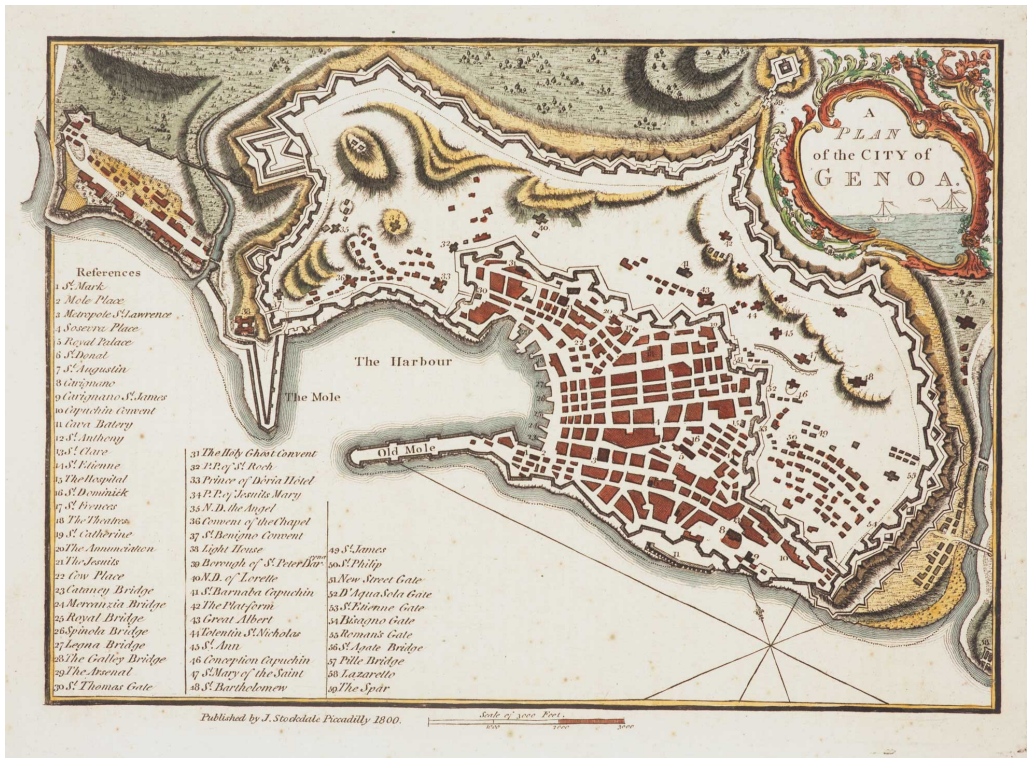 A
PLAN
of the CITY of
GENOA.
References
1 St. Mark
2 Mole Place
3 Metropole St. Lawrence
4 Sosevra Place
5 Royal Palace
6 St. Donal
7 St. Augustin
8 Carignano
9 Carignano St. James
10 Capuchin Convent
11 Cava Batery
12 St. Antheny
13 St. Clare
14 St. Etienne
15 The Hospital
16 St. Dominick
17 St. Frences
18 The Theatres
19 St. Cathérine
20 The Annunciation
21 The Jesuits
22 Cow Place
23 Cataney Bridge
24 Mercanzia Bridge
25 Royal Bridge
26 Spinola Bridge
27 Legna Bridge
28 The Galley Bridge
29 The Arsenal
30 St. Thomas Gate
31 The Holy Ghost Convent
32 P.P. of St. Roch
33 Prince of Doria Hotel
34 P.P. of Jesuits Mary
35 N.D. the Angel
36 Convent of the Chapel
37 St. Benigno Convent
38 Light House
39 Borough of St. Peter D'Arena
40 N.D. of Lorette
41 St. Barnaba Capuchin
42 The Platform
43 Great Albert
44 Tolentin St. Nicholas
45 St. Ann
46 Conception Capuchin
47 St. Mary of the Saint
48 St. Bartholomew
49 St. James
50 St. Philip
51 New Street Gate
52 D'Aqua Sola Gate
53 St. Etienne Gate
54 Bisagno Gate
55 Roman's Gate
56 St. Agate Bridge
57 Pille Bridge
58 Lazaretto
59 The Spar
The Harbour
The Mole
Old Mole
Published by J. Stockdale Piccadilly 1800.
Scale of 3000 Feet.
1000 2000 3000